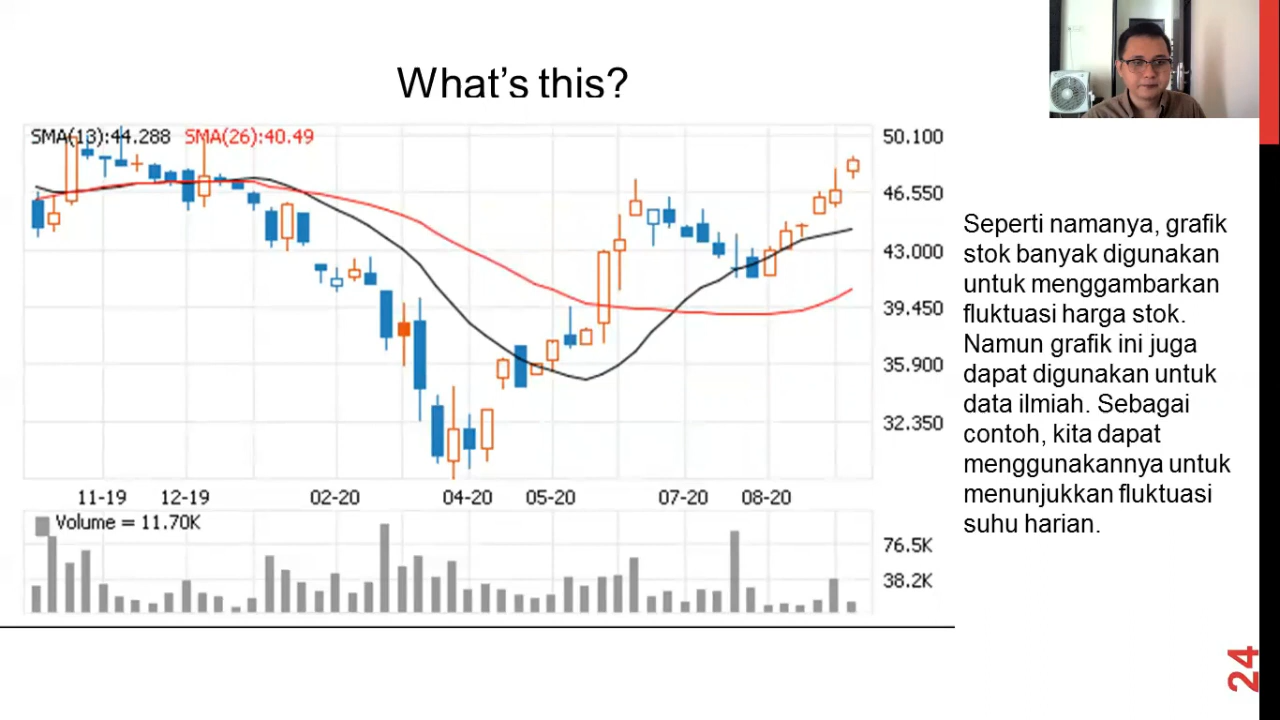 What's this?
SMA(13):44.288 SMA(26):40.49
50.100
46.550
43.000
39.450
35.900
32.350
11-19 12-19 02-20 04-20 05-20 07-20 08-20
Volume = 11.70K
76.5K
38.2K
Seperti namanya, grafik
stok banyak digunakan
untuk menggambarkan
fluktuasi harga stok.
Namun grafik ini juga
dapat digunakan untuk
data ilmiah. Sebagai
contoh, kita dapat
menggunakannya untuk
menunjukkan fluktuasi
suhu harian.
24